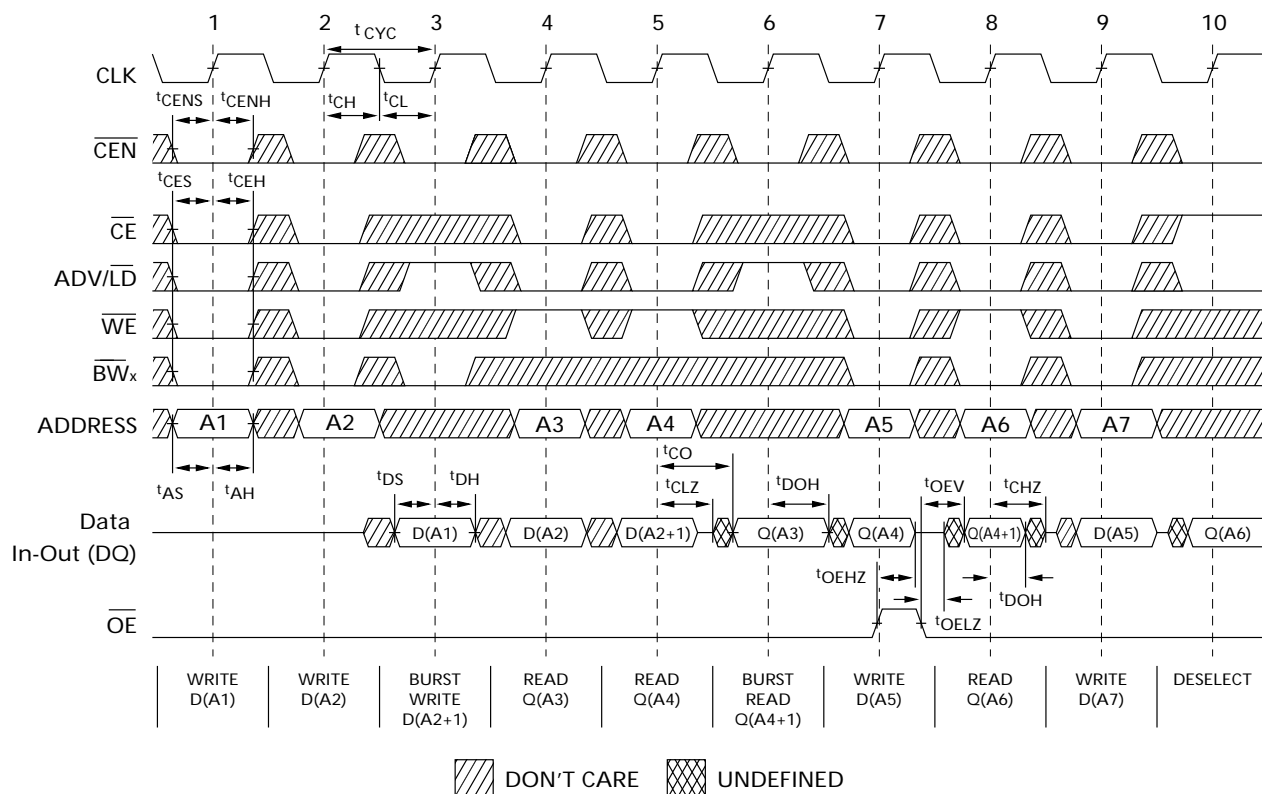 1 2 3 4 5 6 7 8 9 10
tCYC
CLK
tCENS tCENH tCH tCL
CEN
tCES tCEH
CE
ADV/LD
WE
BWx
ADDRESS A1 A2 A3 A4 A5 A6 A7
tCO
tAS tAH tDS tDH tCLZ tDOH tOEV tCHZ
Data
In-Out (DQ)
D(A1) D(A2) D(A2+1) Q(A3) Q(A4) Q(A4+1) D(A5) Q(A6)
tOEHZ tDOH
tOELZ
OE
WRITE
D(A1)
WRITE
D(A2)
BURST
WRITE
D(A2+1)
READ
Q(A3)
READ
Q(A4)
BURST
READ
Q(A4+1)
WRITE
D(A5)
READ
Q(A6)
WRITE
D(A7)
DESELECT
DON'T CARE UNDEFINED